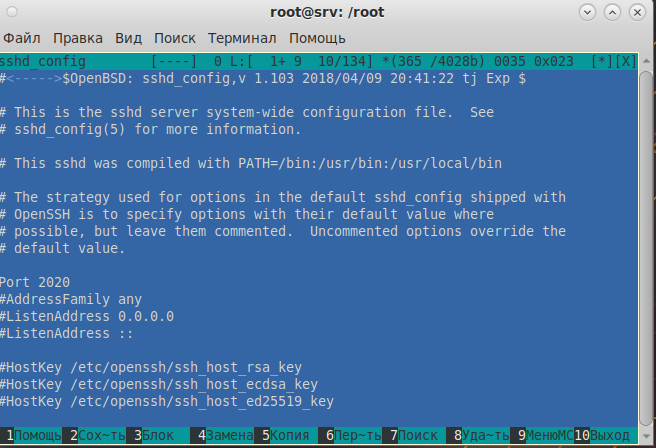 root@srv: /root
Файл Правка Вид Поиск Терминал Помощь
sshd_config [----] 0 L:[ 1+ 9 10/134] *(365 /4028b) 0035 0x023 [*][X]
#<----->$OpenBSD: sshd_config,v 1.103 2018/04/09 20:41:22 tj Exp $
# This is the sshd server system-wide configuration file. See
# sshd_config(5) for more information.
# This sshd was compiled with PATH=/bin:/usr/bin:/usr/local/bin
# The strategy used for options in the default sshd_config shipped with
# OpenSSH is to specify options with their default value where
# possible, but leave them commented. Uncommented options override the
# default value.
Port 2020
#AddressFamily any
#ListenAddress 0.0.0.0
#ListenAddress ::
#HostKey /etc/openssh/ssh_host_rsa_key
#HostKey /etc/openssh/ssh_host_ecdsa_key
#HostKey /etc/openssh/ssh_host_ed25519_key
1Помощь 2Сох~ть 3Блок 4Замена 5Копия 6Пер~ть 7Поиск 8Уда~ть 9МенюMC 10Выход